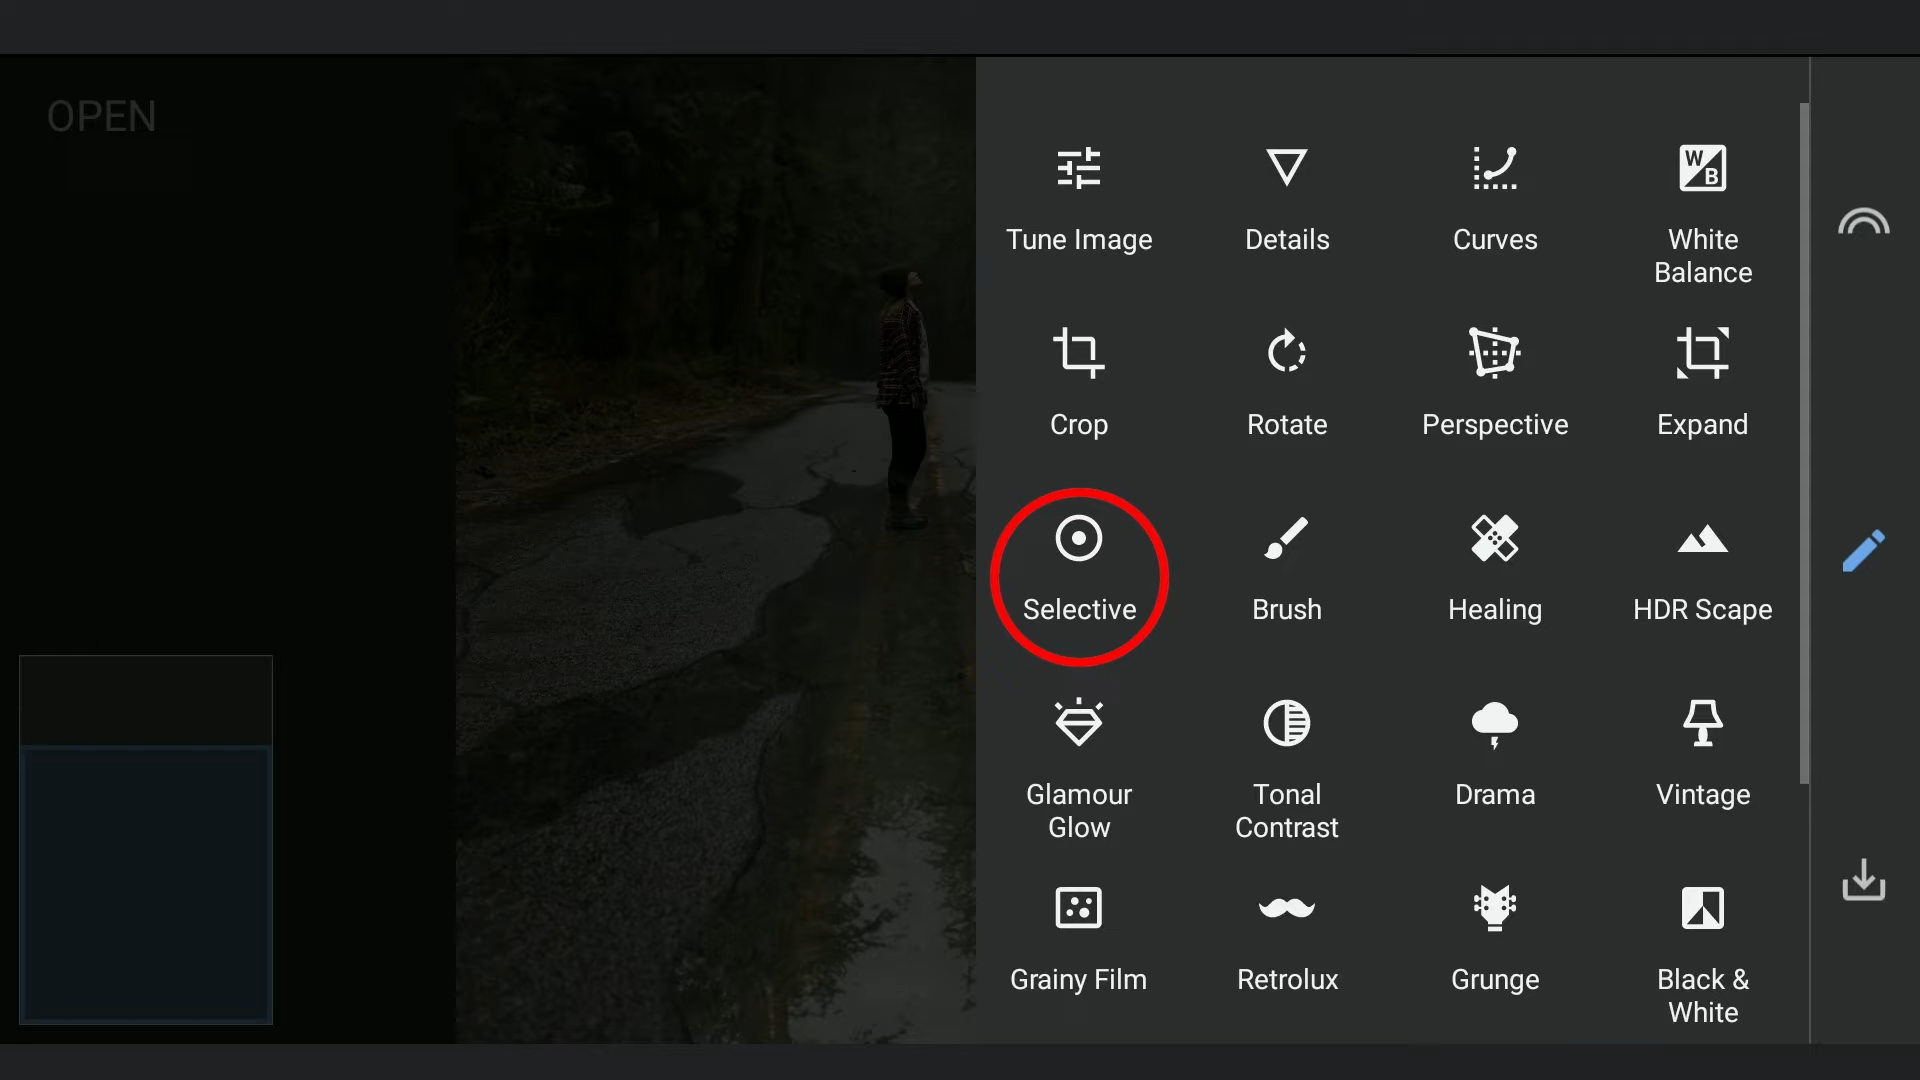 OPEN
Tune Image
Details
Curves
W
B
White
Balance
Crop
Rotate
Perspective
Expand
Selective
Brush
Healing
HDR Scape
Glamour
Glow
Tonal
Contrast
Drama
Vintage
Grainy Film
Retrolux
Grunge
Black &
White